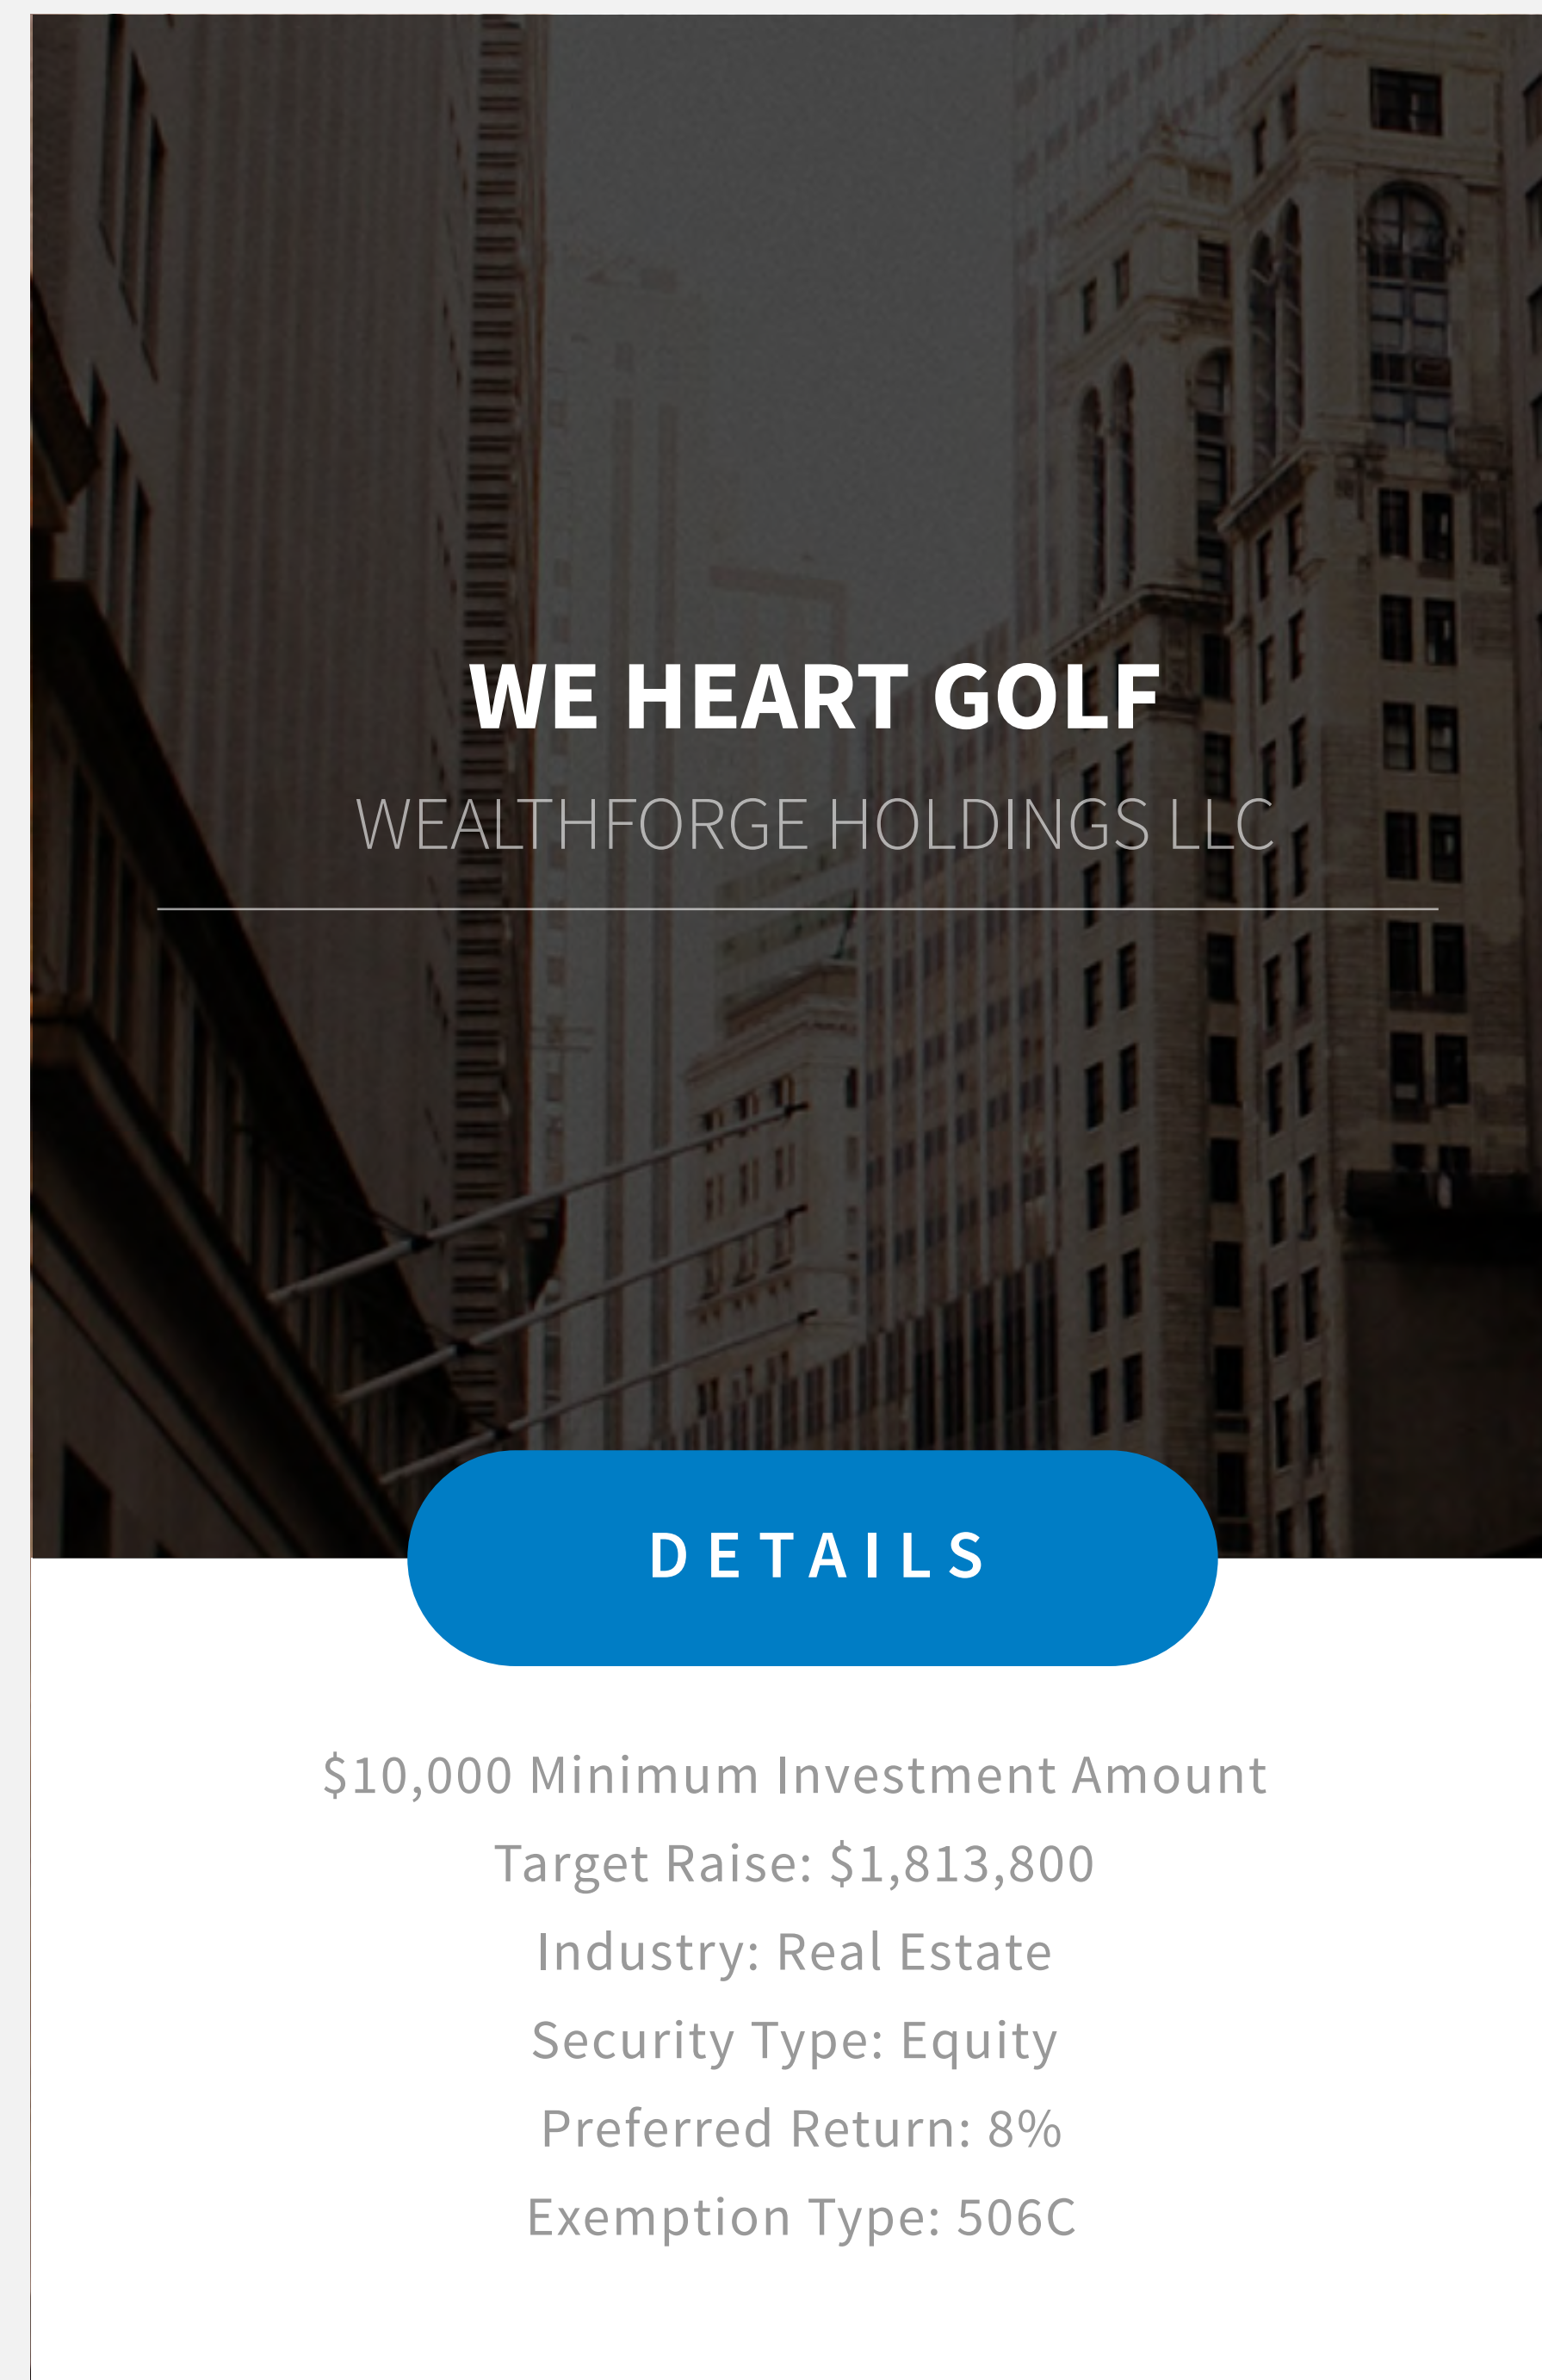 WE HEART GOLF
WEALTHFORGE HOLDINGS LLC
DETAILS
$10,000 Minimum Investment Amount
Target Raise: $1,813,800
Industry: Real Estate
Security Type: Equity
Preferred Return: 8%
Exemption Type: 506C